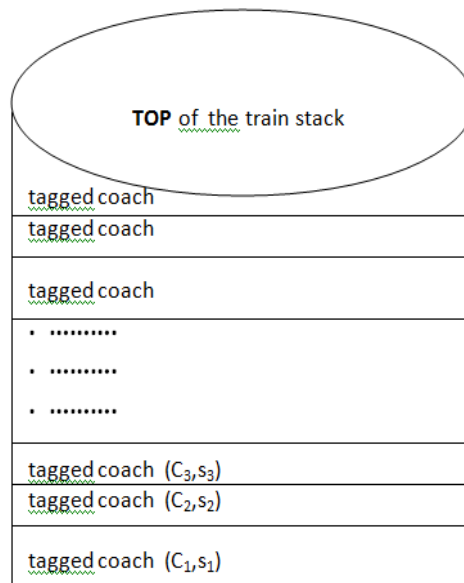 TOP of the train stack
tagged coach
tagged coach
tagged coach
. ..........
. ..........
. ..........
tagged coach (C₃,s₃)
tagged coach (C₂,s₂)
tagged coach (C₁,s₁)